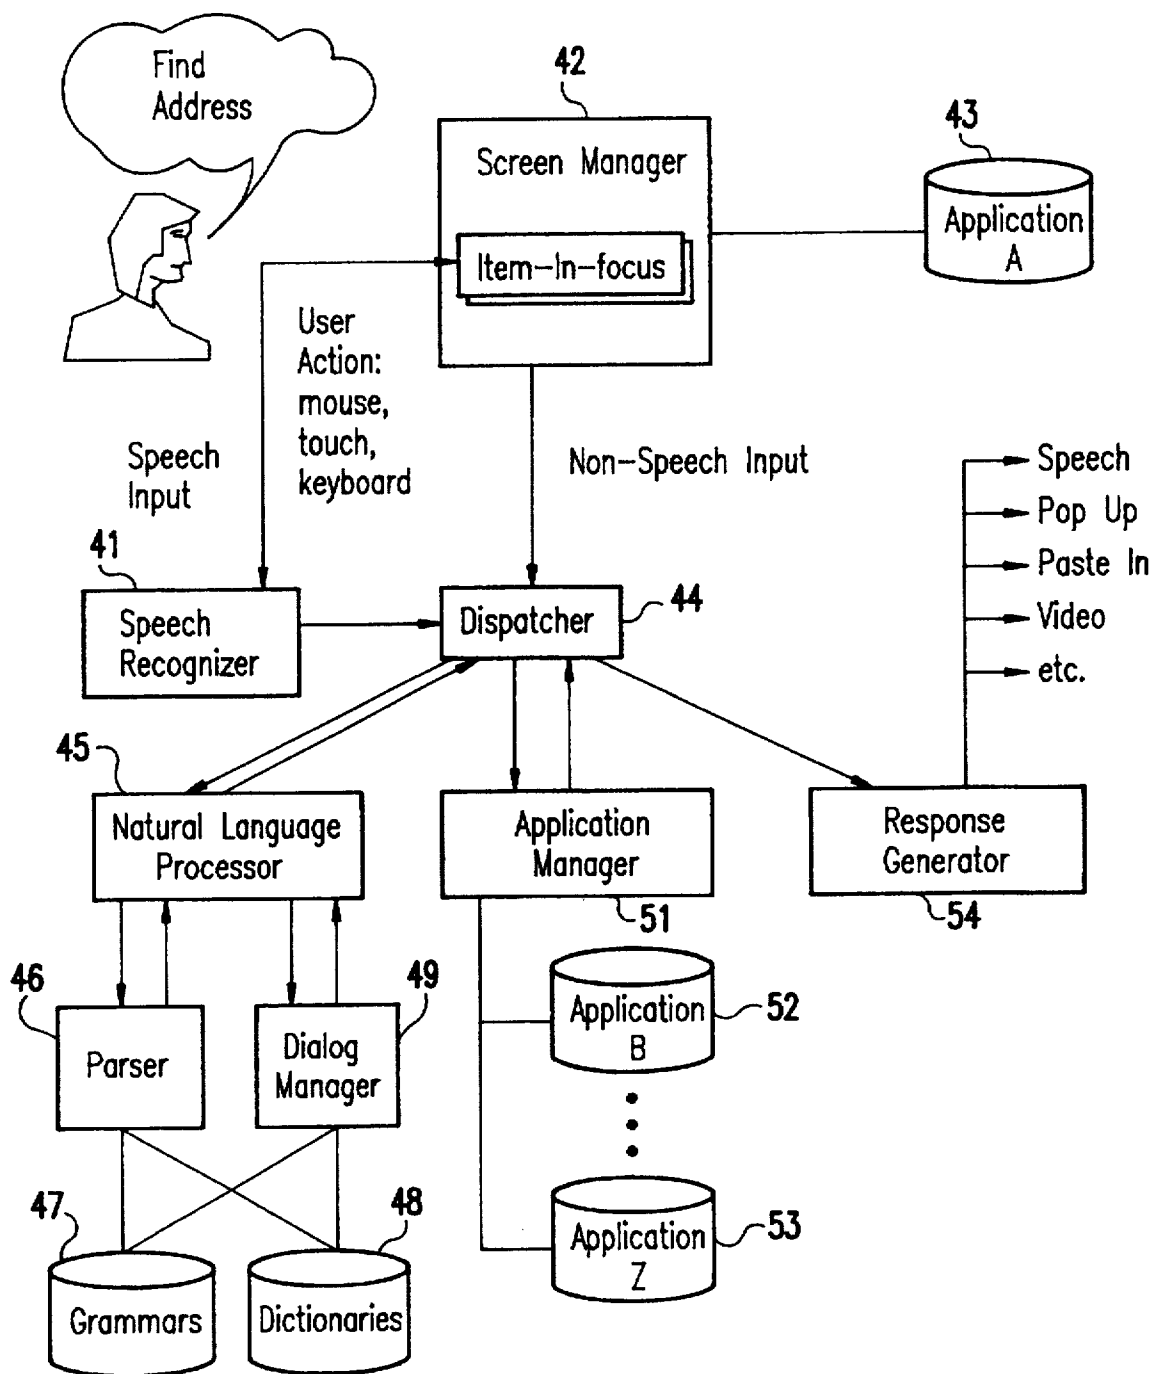 Find
Address
42
Screen Manager
Item-In-focus
43
Application
A
User
Action:
mouse,
touch,
keyboard
Speech
Input
Non-Speech Input
Speech
Pop Up
Paste In
Video
etc.
41
Speech
Recognizer
Dispatcher
44
45
Natural Language
Processor
Application
Manager
51
Response
Generator
54
46
Parser
49
Dialog
Manager
Application
B
52
47
Grammars
48
Dictionaries
Application
Z
53